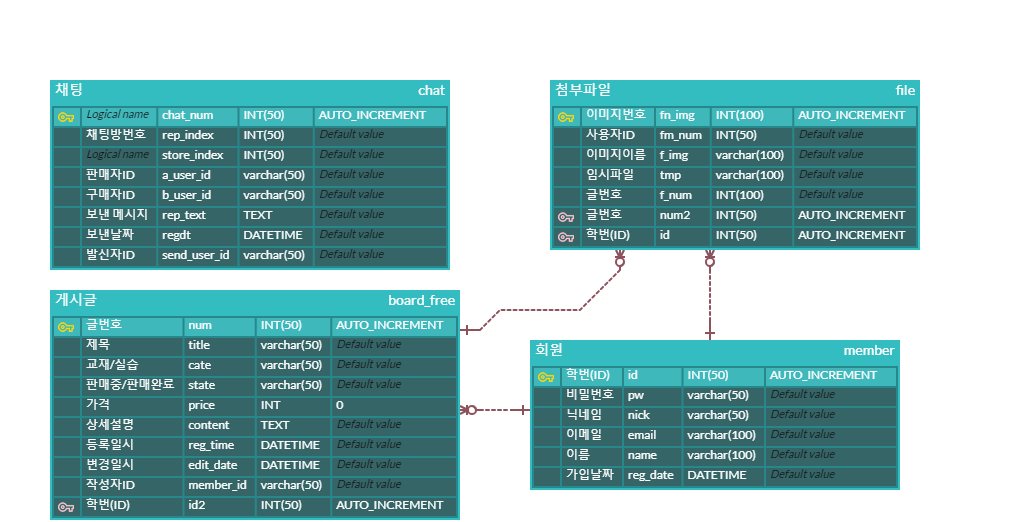 채팅 chat
Logical name chat_num INT(50) AUTO_INCREMENT
채팅방번호 rep_index INT(50) Default value
Logical name store_index INT(50) Default value
판매자ID a_user_id varchar(50) Default value
구매자ID b_user_id varchar(50) Default value
보낸 메시지 rep_text TEXT Default value
보낸날짜 regdt DATETIME Default value
발신자ID send_user_id varchar(50) Default value
첨부파일 file
이미지번호 fn_img INT(100) AUTO_INCREMENT
사용자ID fm_num INT(50) Default value
이미지이름 f_img varchar(100) Default value
임시파일 tmp varchar(100) Default value
글번호 f_num INT(100) Default value
글번호 num2 INT(50) AUTO_INCREMENT
학번(ID) id INT(50) AUTO_INCREMENT
게시글 board_free
글번호 num INT(50) AUTO_INCREMENT
제목 title varchar(50) Default value
교재/실습 cate varchar(50) Default value
판매중/판매완료 state varchar(50) Default value
가격 price INT 0
상세설명 content TEXT Default value
등록일시 reg_time DATETIME Default value
변경일시 edit_date DATETIME Default value
작성자ID member_id varchar(50) Default value
학번(ID) id2 INT(50) AUTO_INCREMENT
회원 member
학번(ID) id INT(50) AUTO_INCREMENT
비밀번호 pw varchar(50) Default value
닉네임 nick varchar(50) Default value
이메일 email varchar(100) Default value
이름 name varchar(100) Default value
가입날짜 reg_date DATETIME Default value